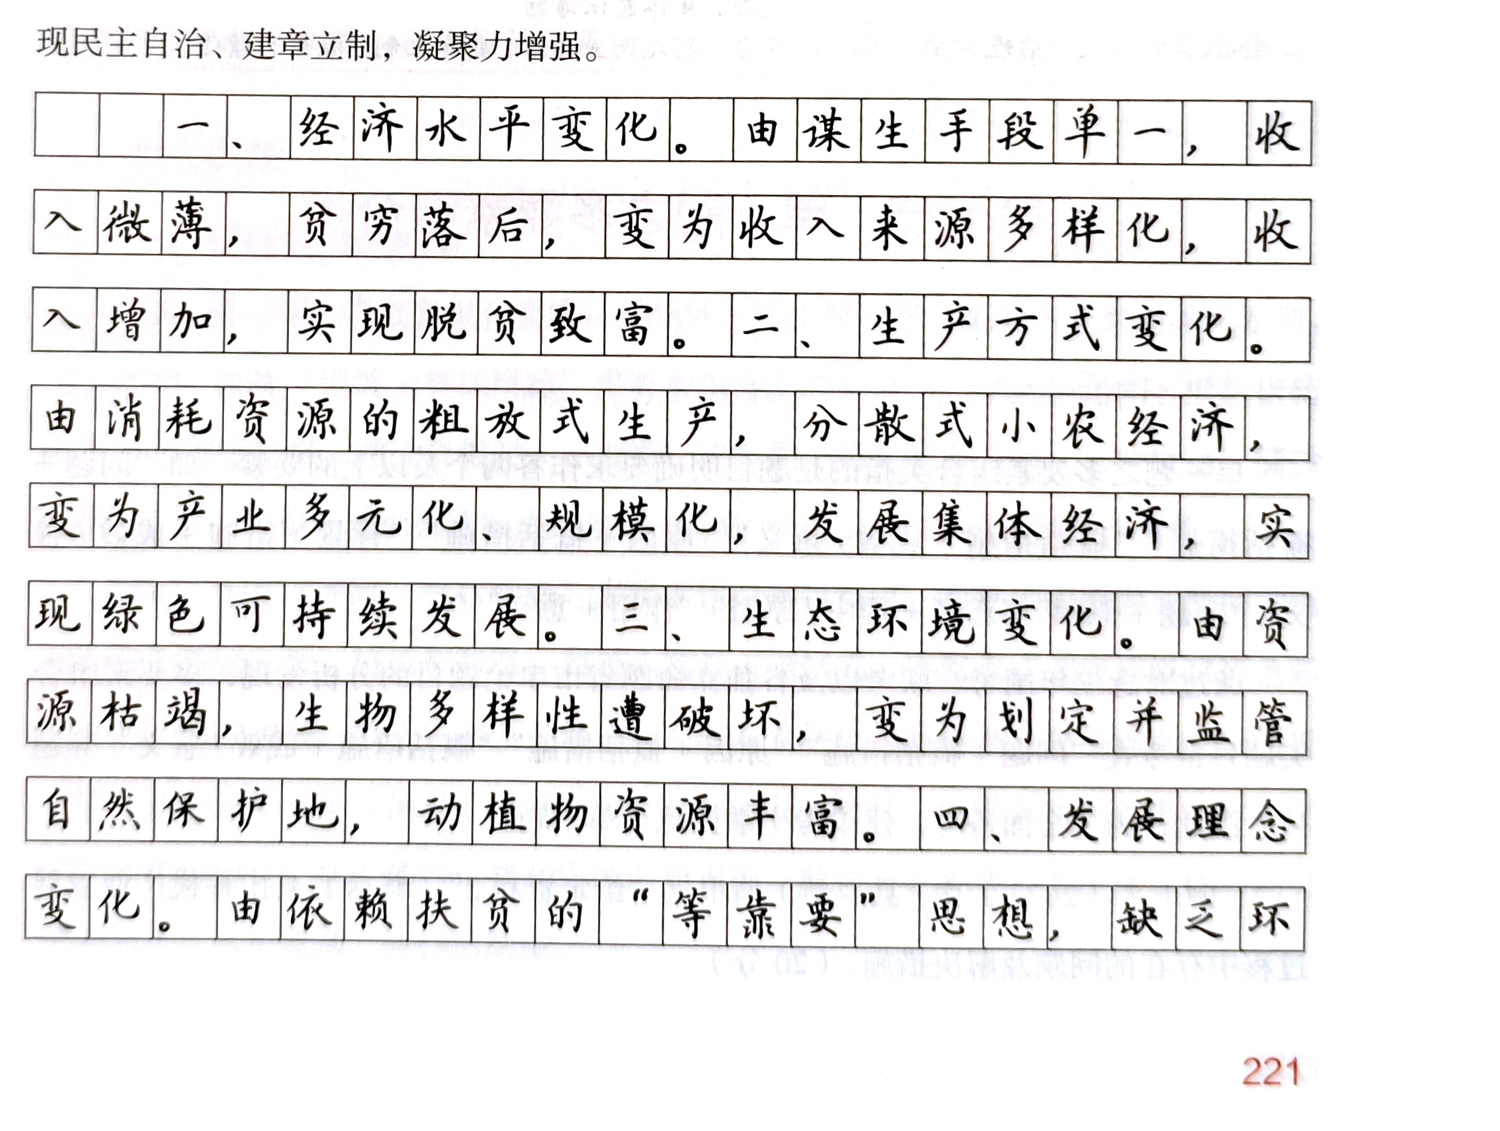 现民主自治、建章立制，凝聚力增强。
一、经济水平变化。由谋生手段单一，收
入微薄，贫穷落后，变为收入来源多样化，收
入增加，实现脱贫致富。二、生产方式变化。
由消耗资源的粗放式生产，分散式小农经济，
变为产业多元化、规模化，发展集体经济，实
现绿色可持续发展。三、生态环境变化。由资
源枯竭，生物多样性遭破坏，变为划定并监管
自然保护地，动植物资源丰富。四、发展理念
变化。由依赖扶贫的“等靠要”思想，缺乏环
221